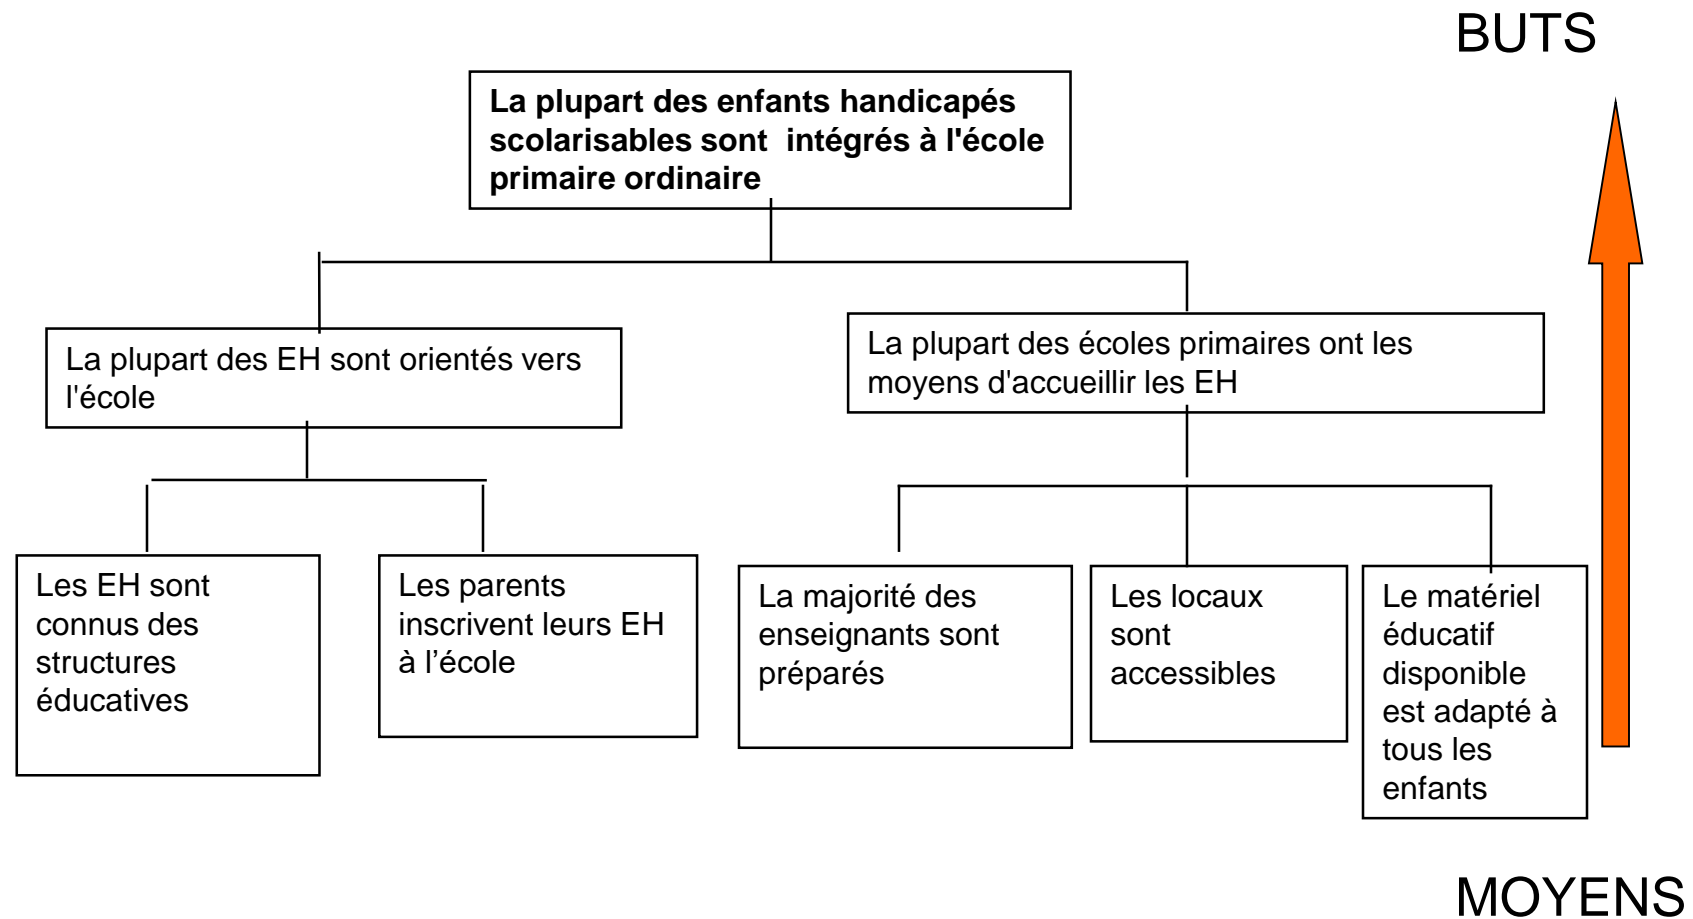 BUTS
La plupart des enfants handicapés
scolarisables sont  intégrés à l'école
primaire ordinaire
La plupart des EH sont orientés vers
l'école
La plupart des écoles primaires ont les
moyens d'accueillir les EH
Les EH sont
connus des
structures
éducatives
Les parents
inscrivent leurs EH
à l’école
La majorité des
enseignants sont
préparés
Les locaux
sont
accessibles
Le matériel
éducatif
disponible
est adapté à
tous les
enfants
MOYENS